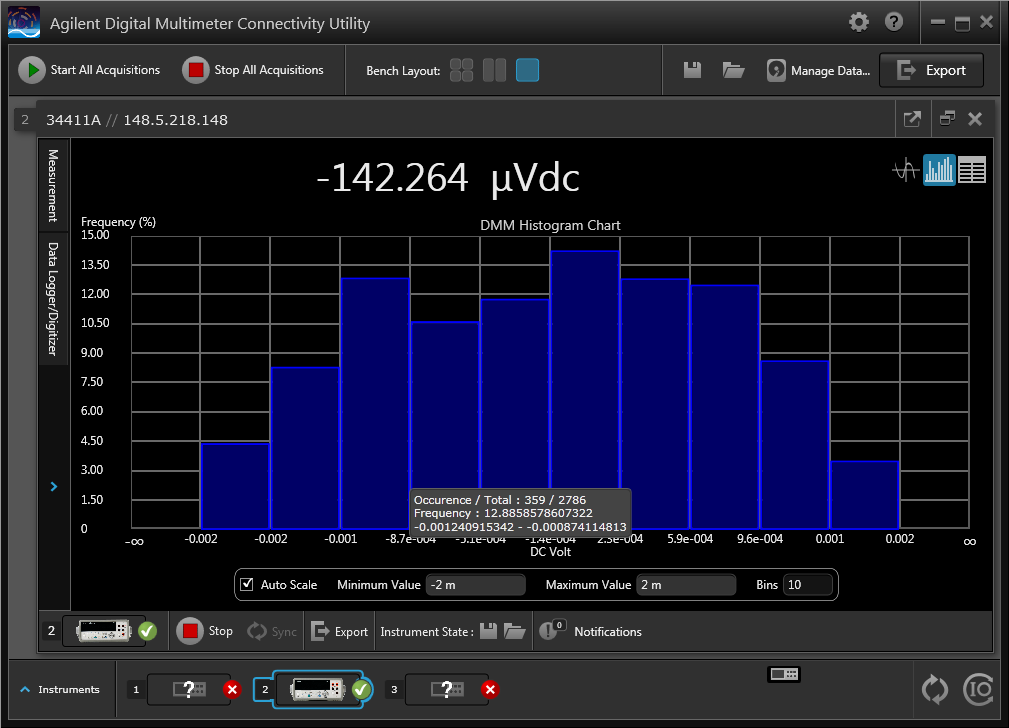 Agilent Digital Multimeter Connectivity Utility
Start All Acquisitions
Stop All Acquisitions
Bench Layout:
Manage Data...
Export
2
34411A // 148.5.218.148
Measurement
Data Logger/Digitizer
-142.264 µVdc
Frequency (%)
DMM Histogram Chart
15.00
13.50
12.00
10.50
9.00
7.50
6.00
4.50
3.00
1.50
0
Occurence / Total : 359 / 2786
Frequency : 12.8858578607322
-0.001240915342 - -0.000874114813
-∞ -0.002 -0.002 -0.001 -8.7e-004 -5.1e-004 -1.4e-004 2.3e-004 5.9e-004 9.6e-004 0.001 0.002 ∞
DC Volt
Auto Scale Minimum Value -2 m Maximum Value 2 m Bins 10
2 Stop Sync Export Instrument State : 0 Notifications
Instruments 1 ? 2 3 ? IO